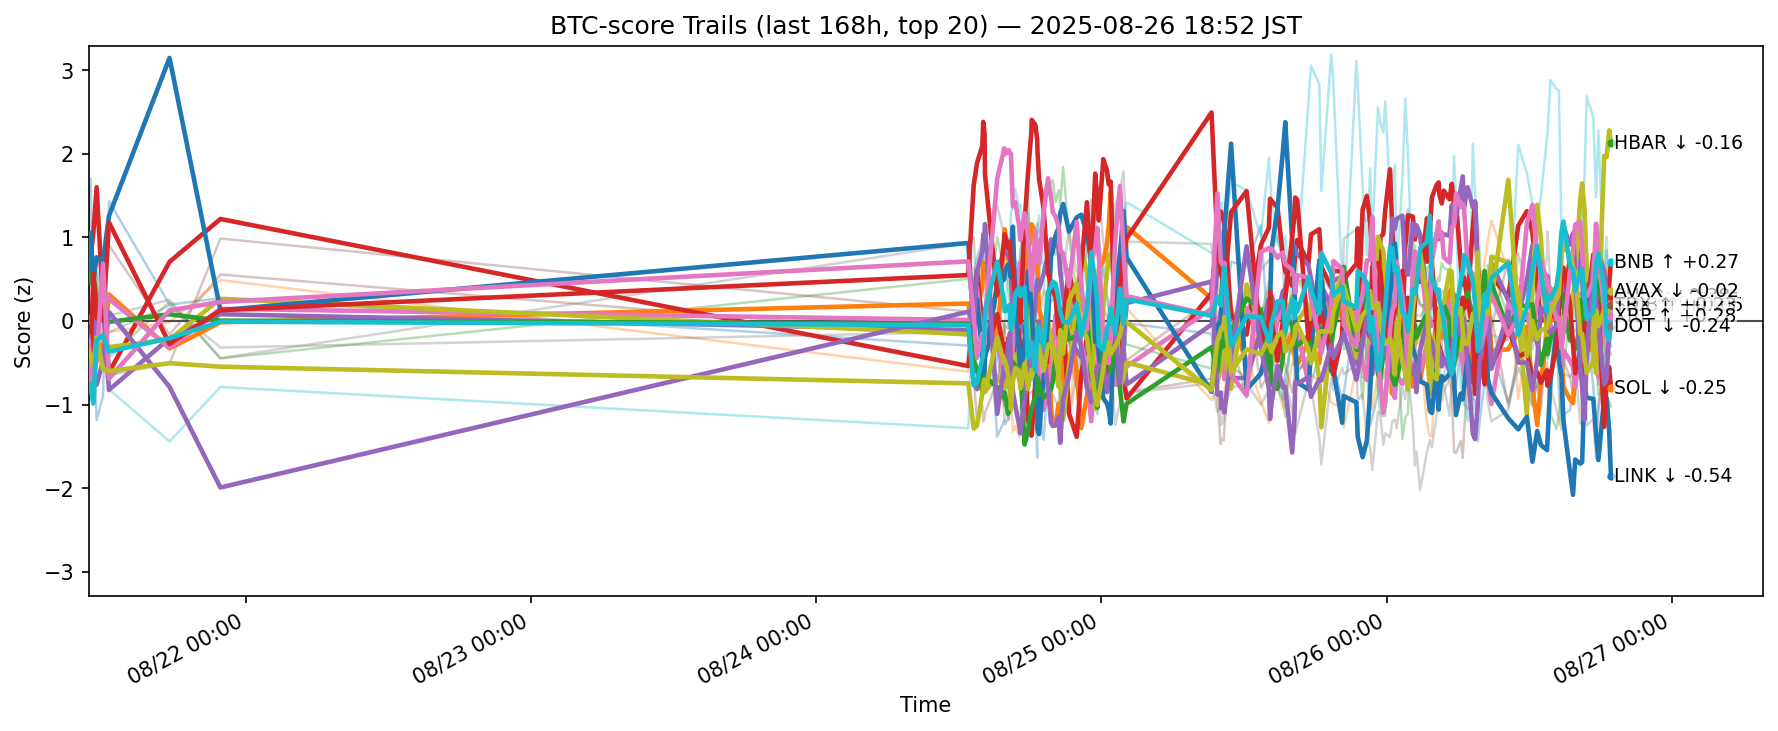 BTC-score Trails (last 168h, top 20) — 2025-08-26 18:52 JST
Score (z)
3
2
1
0
−1
−2
−3
HBAR ↓ -0.16
BNB ↑ +0.27
AVAX ↓ -0.02
XRP ↑ +0.28
DOT ↓ -0.24
SOL ↓ -0.25
LINK ↓ -0.54
08/22 00:00
08/23 00:00
08/24 00:00
08/25 00:00
08/26 00:00
08/27 00:00
Time